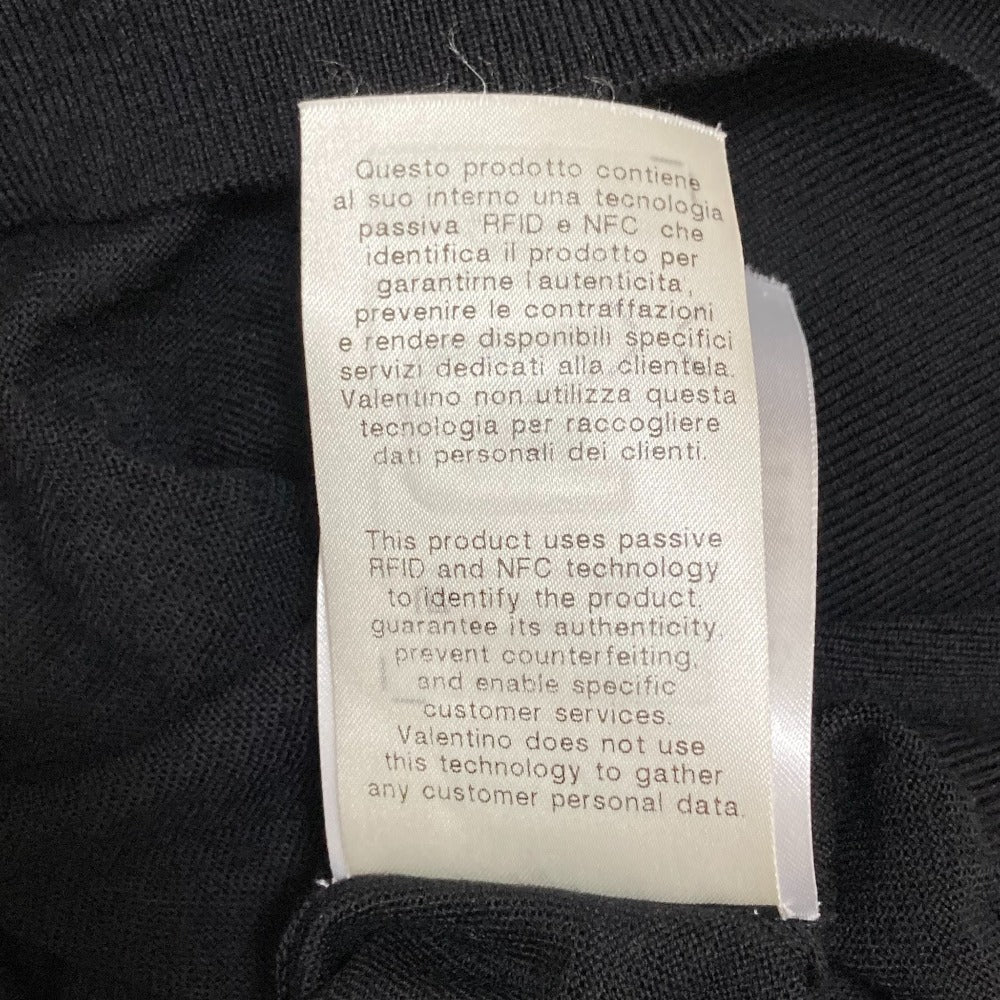 Questo prodotto contiene
al suo interno una tecnologia
passiva RFID e NFC che
identifica il prodotto per
garantirne l'autenticita,
prevenire le contraffazioni
e rendere disponibili specifici
servizi dedicati alla clientela.
Valentino non utilizza questa
tecnologia per raccogliere
dati personali dei clienti.
This product uses passive
RFID and NFC technology
to identify the product,
guarantee its authenticity,
prevent counterfeiting,
and enable specific
customer services.
Valentino does not use
this technology to gather
any customer personal data.